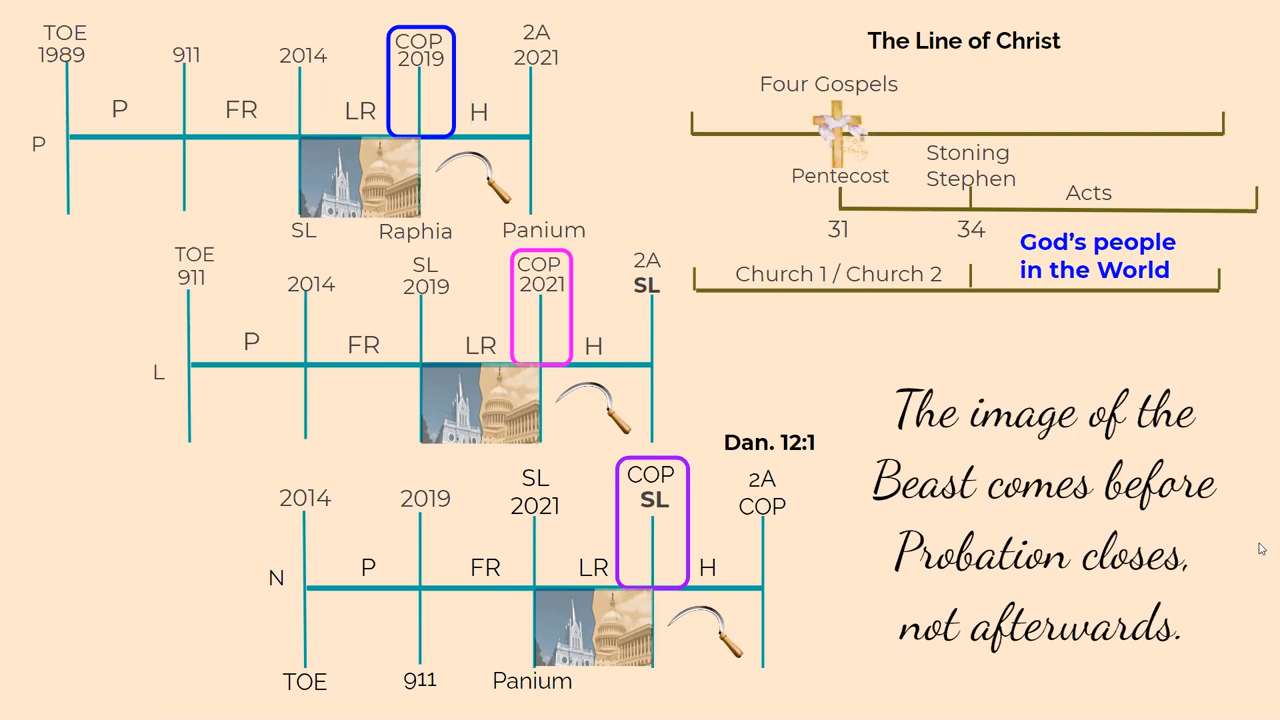 TOE
1989
911
2014
COP
2019
2A
2021
P
FR
LR
H
P
SL
Raphia
Panium
TOE
911
2014
SL
2019
COP
2021
2A
SL
P
FR
LR
H
L
Dan. 12:1
2014
2019
SL
2021
COP
SL
2A
COP
P
FR
LR
H
N
TOE
911
Panium
The Line of Christ
Four Gospels
Pentecost
Stoning
Stephen
Acts
31
34
God's people
in the World
Church 1 / Church 2
The image of the
Beast comes before
Probation closes,
not afterwards.